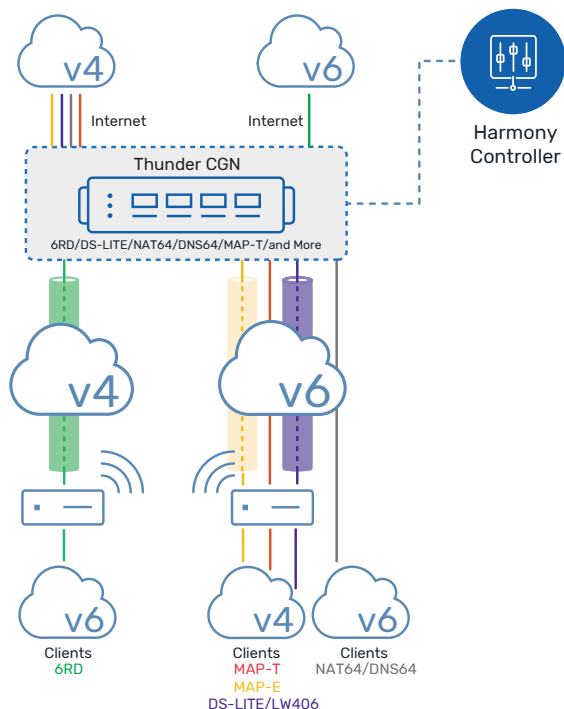 v4
v6
Internet
Internet
Harmony
Controller
Thunder CGN
6RD/DS-LITE/NAT64/DNS64/MAP-T/and More
v4
v6
v6
v4
v6
Clients
6RD
Clients
MAP-T
MAP-E
DS-LITE/LW406
Clients
NAT64/DNS64